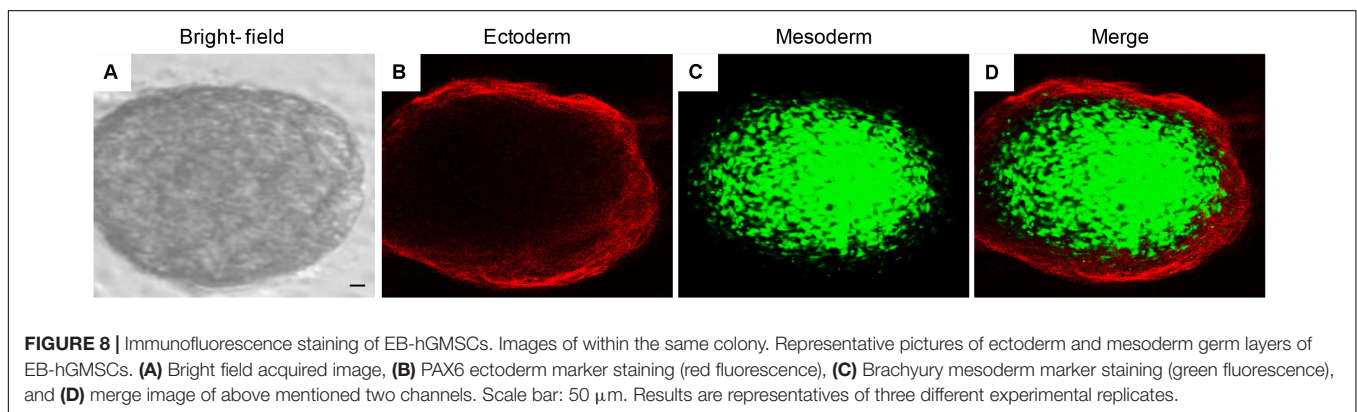 Bright-field Ectoderm Mesoderm Merge
A B C D
FIGURE 8 | Immunofluorescence staining of EB-hGMSCs. Images of within the same colony. Representative pictures of ectoderm and mesoderm germ layers of
EB-hGMSCs. (A) Bright field acquired image, (B) PAX6 ectoderm marker staining (red fluorescence), (C) Brachyury mesoderm marker staining (green fluorescence),
and (D) merge image of above mentioned two channels. Scale bar: 50 μm. Results are representatives of three different experimental replicates.